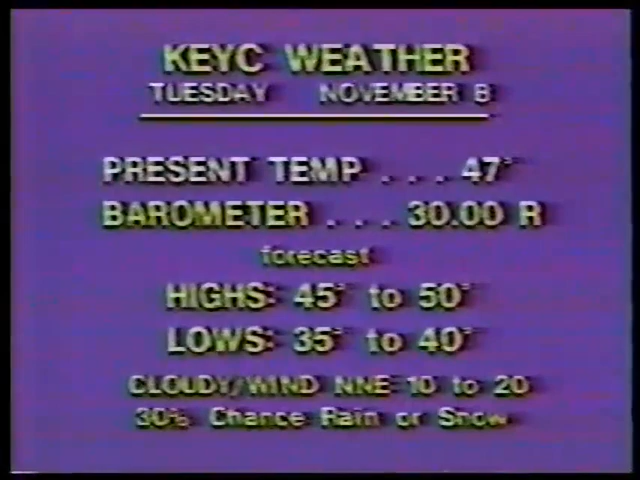 KEYC WEATHER
TUESDAY NOVEMBER 8
PRESENT TEMP . . . 47°
BAROMETER . . . 30.00 R
forecast
HIGHS: 45° to 50°
LOWS: 35° to 40°
CLOUDY/WIND NNE 10 to 20
30% Chance Rain or Snow